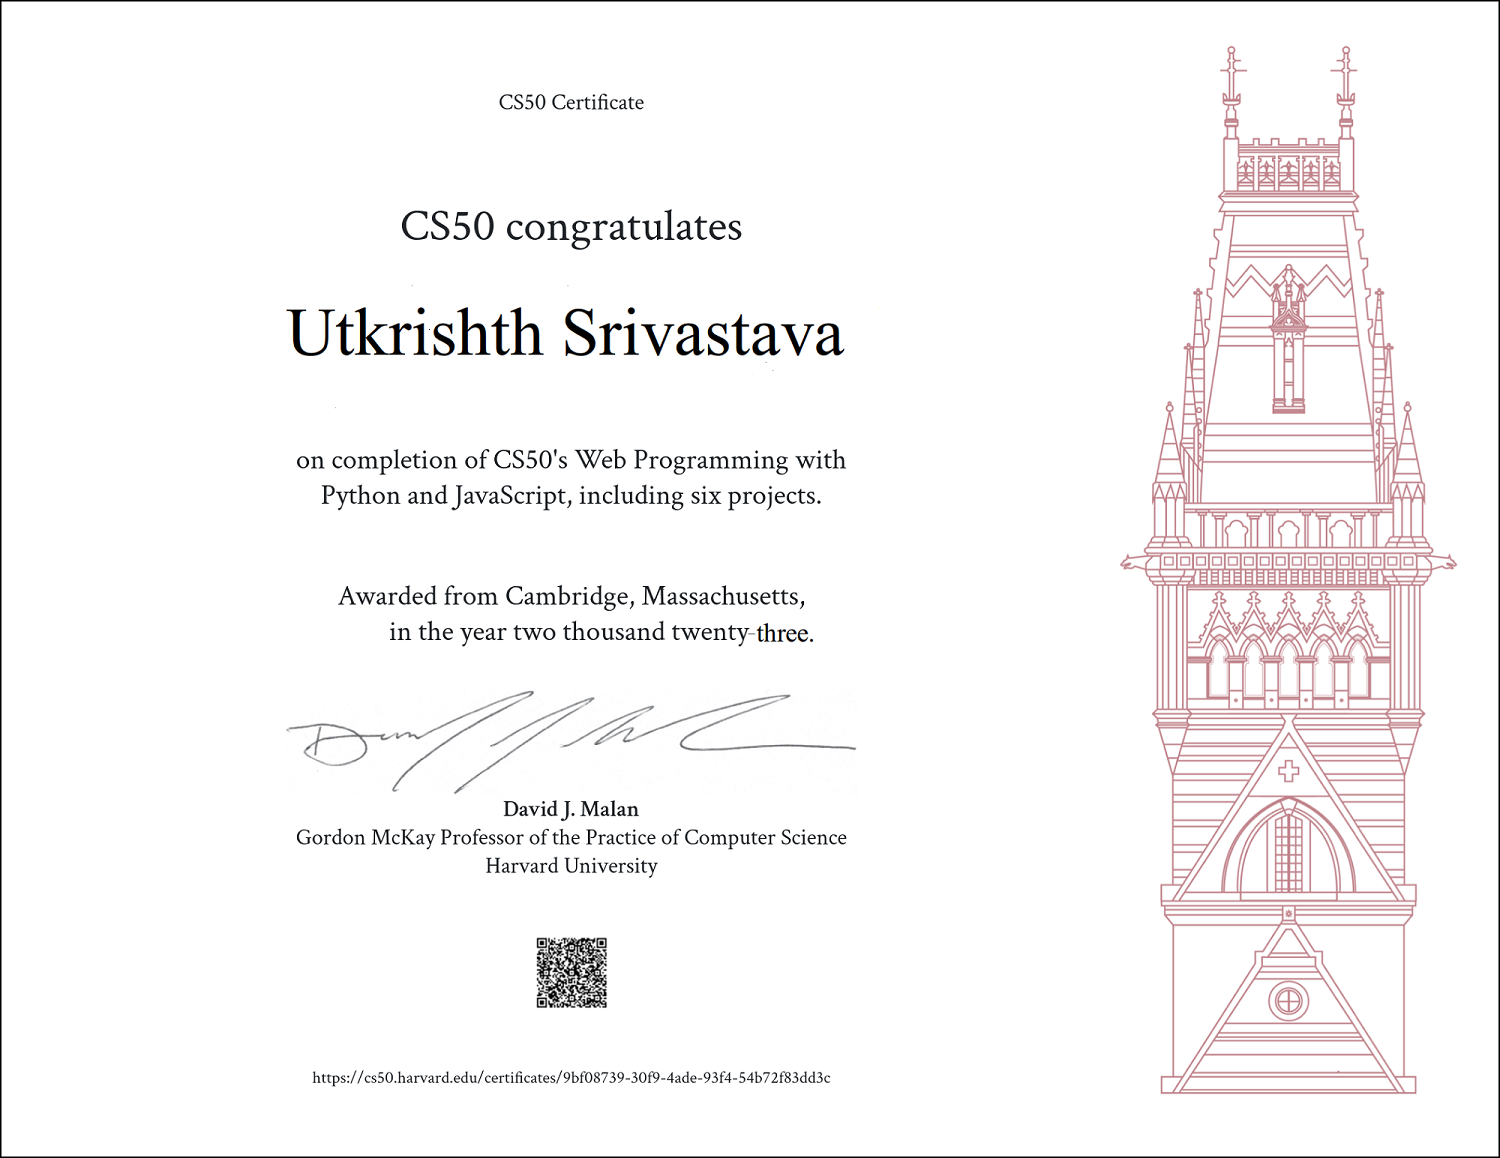 CS50 Certificate
CS50 congratulates
Utkrishth Srivastava
on completion of CS50's Web Programming with
Python and JavaScript, including six projects.
Awarded from Cambridge, Massachusetts,
in the year two thousand twenty-three.
David J. Malan
Gordon McKay Professor of the Practice of Computer Science
Harvard University
https://cs50.harvard.edu/certificates/9bf08739-30f9-4ade-93f4-54b72f83dd3c